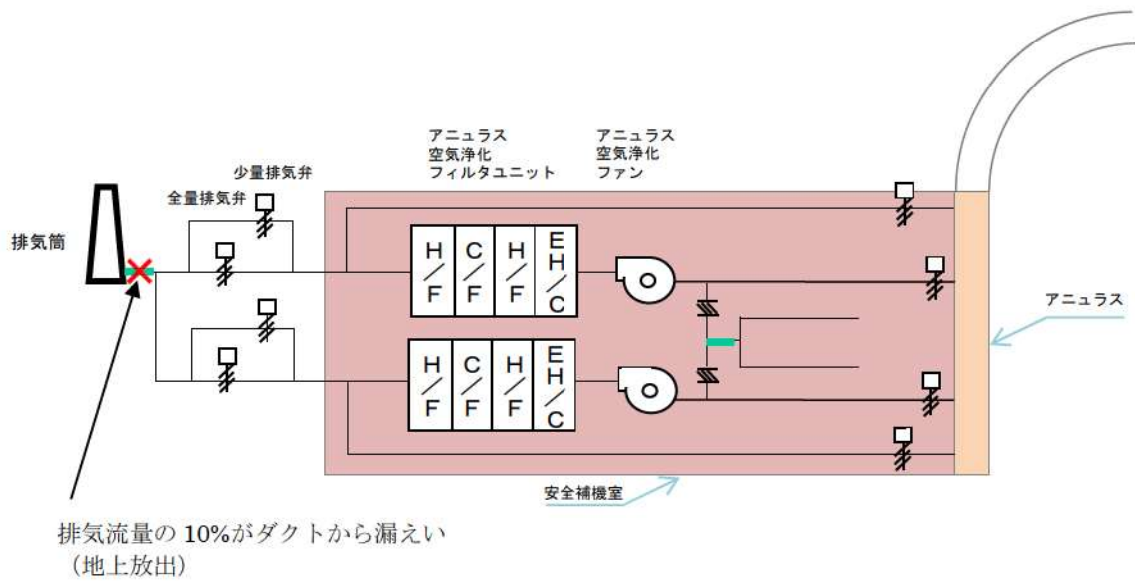 アニュラス
空気浄化
フィルタユニット
アニュラス
空気浄化
ファン
少量排気弁
全量排気弁
排気筒
H/F
C/F
H/F
EH/C
アニュラス
H/F
C/F
H/F
EH/C
安全補機室
排気流量の 10%がダクトから漏えい
（地上放出）